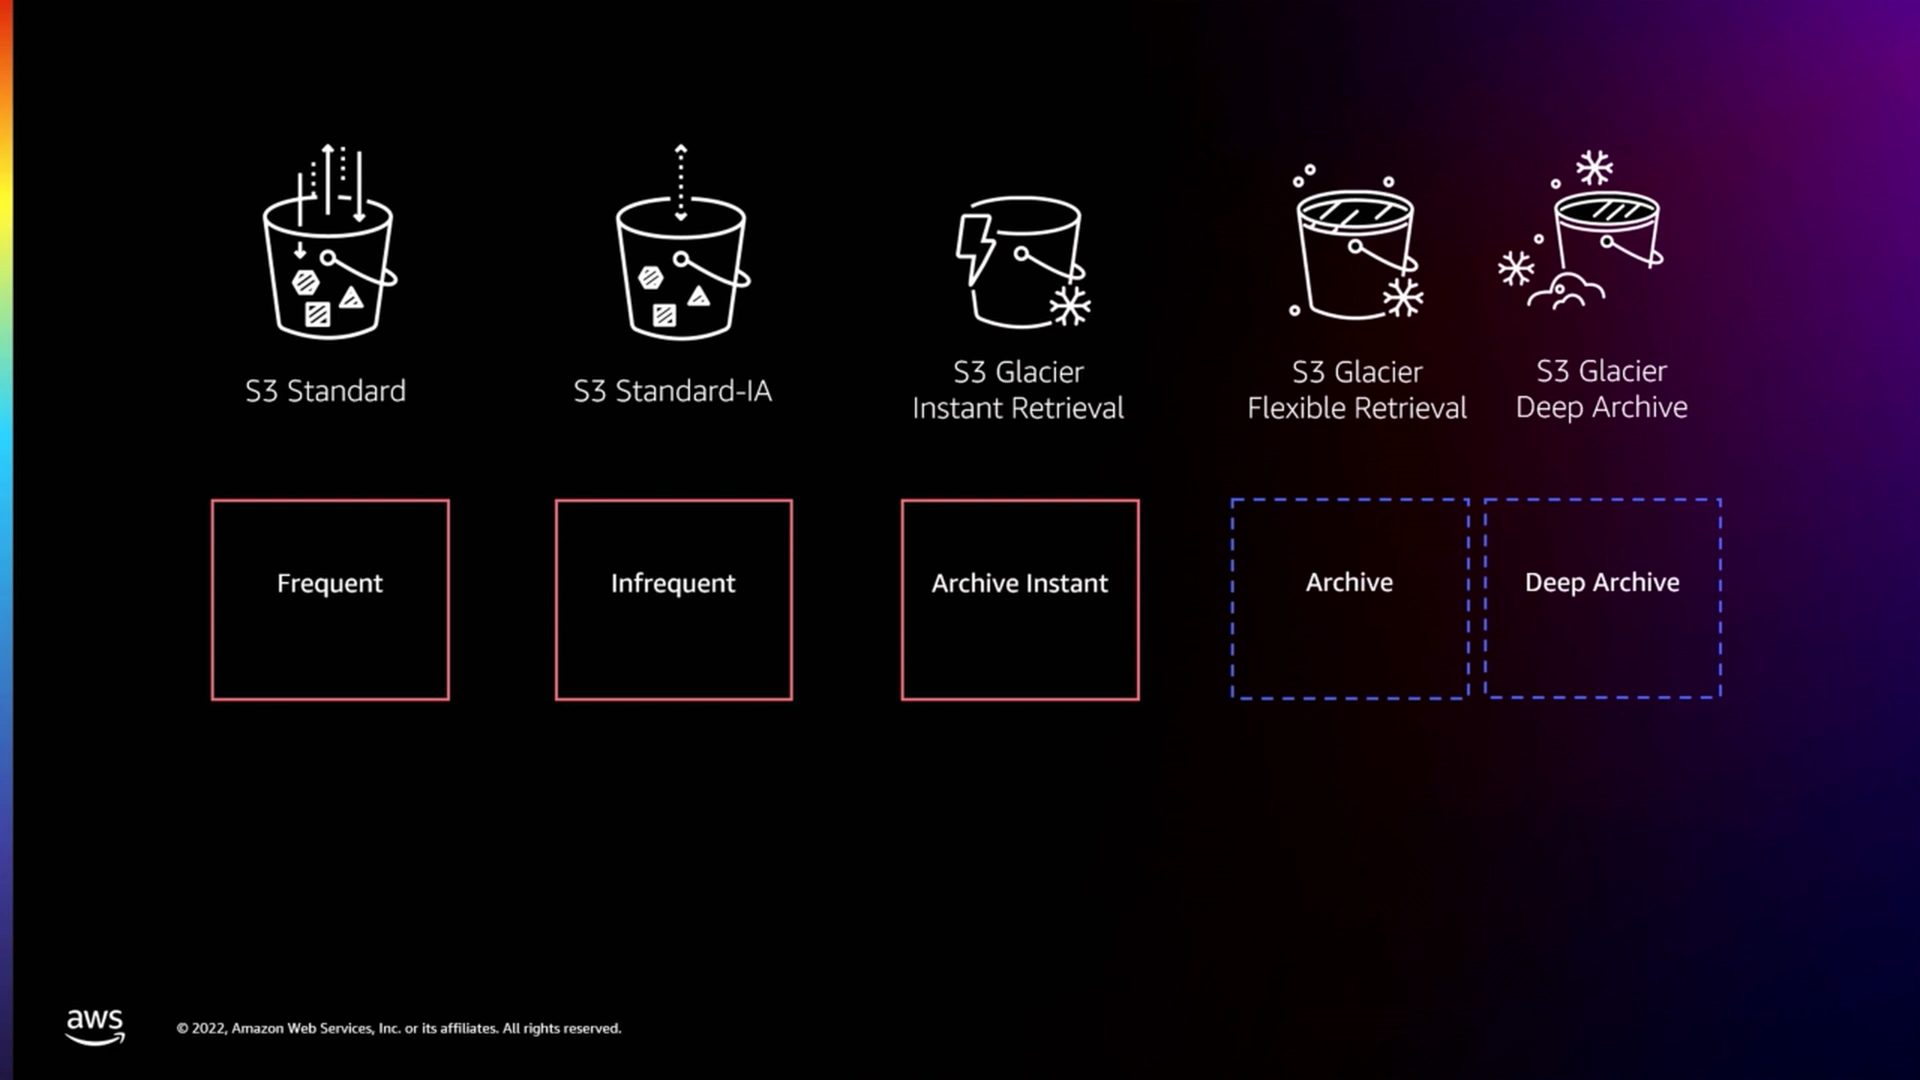 S3 Standard
S3 Standard-IA
S3 Glacier
Instant Retrieval
S3 Glacier
Flexible Retrieval
S3 Glacier
Deep Archive
Frequent
Infrequent
Archive Instant
Archive
Deep Archive
aws
© 2022, Amazon Web Services, Inc. or its affiliates. All rights reserved.